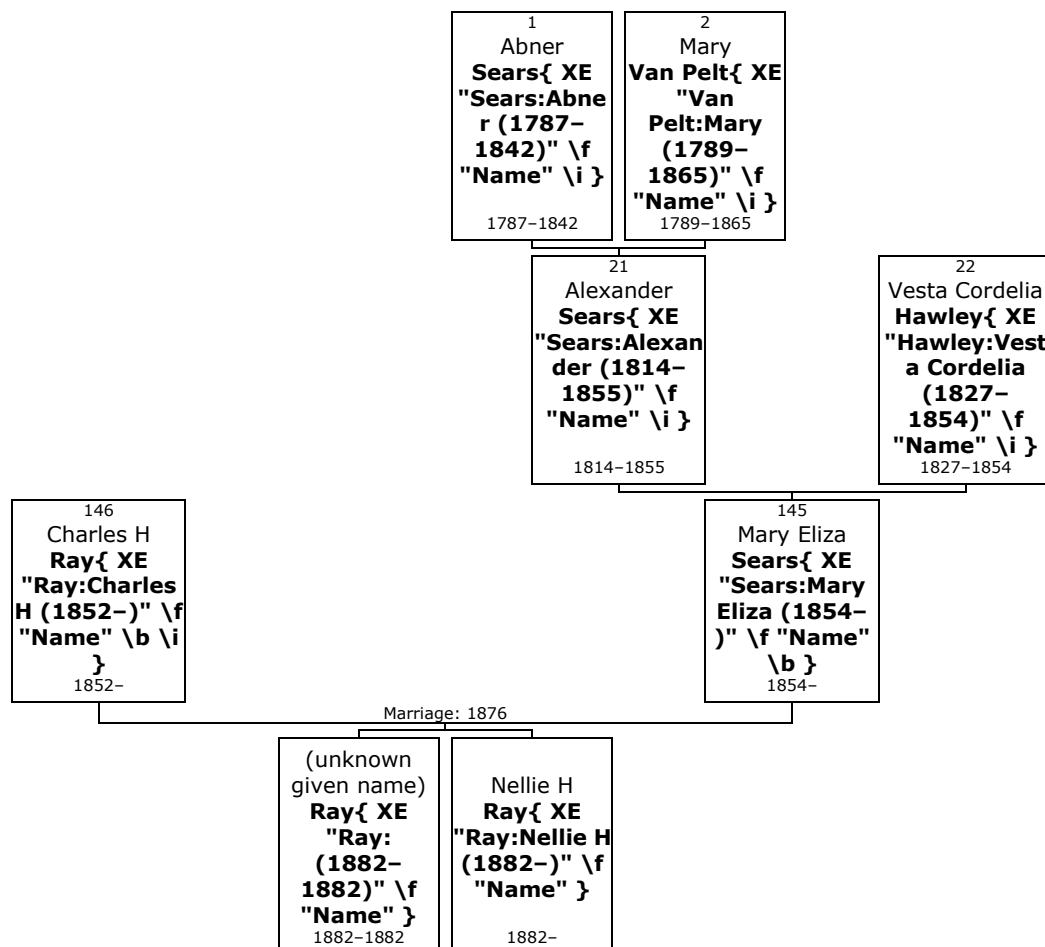 1
Abner
Sears{ XE
"Sears:Abne
r (1787–
1842)" \f
"Name" \i }
1787–1842
2
Mary
Van Pelt{ XE
"Van
Pelt:Mary
(1789–
1865)" \f
"Name" \i }
1789–1865
21
Alexander
Sears{ XE
"Sears:Alexan
der (1814–
1855)" \f
"Name" \i }
1814–1855
22
Vesta Cordelia
Hawley{ XE
"Hawley:Vest
a Cordelia
(1827–
1854)" \f
"Name" \i }
1827–1854
146
Charles H
Ray{ XE
"Ray:Charles
H (1852–)" \f
"Name" \b \i
}
1852–
145
Mary Eliza
Sears{ XE
"Sears:Mary
Eliza (1854–
)" \f "Name"
\b }
1854–
Marriage: 1876
(unknown
given name)
Ray{ XE
"Ray:
(1882–
1882)" \f
"Name" }
1882–1882
Nellie H
Ray{ XE
"Ray:Nellie H
(1882–)" \f
"Name" }
1882–